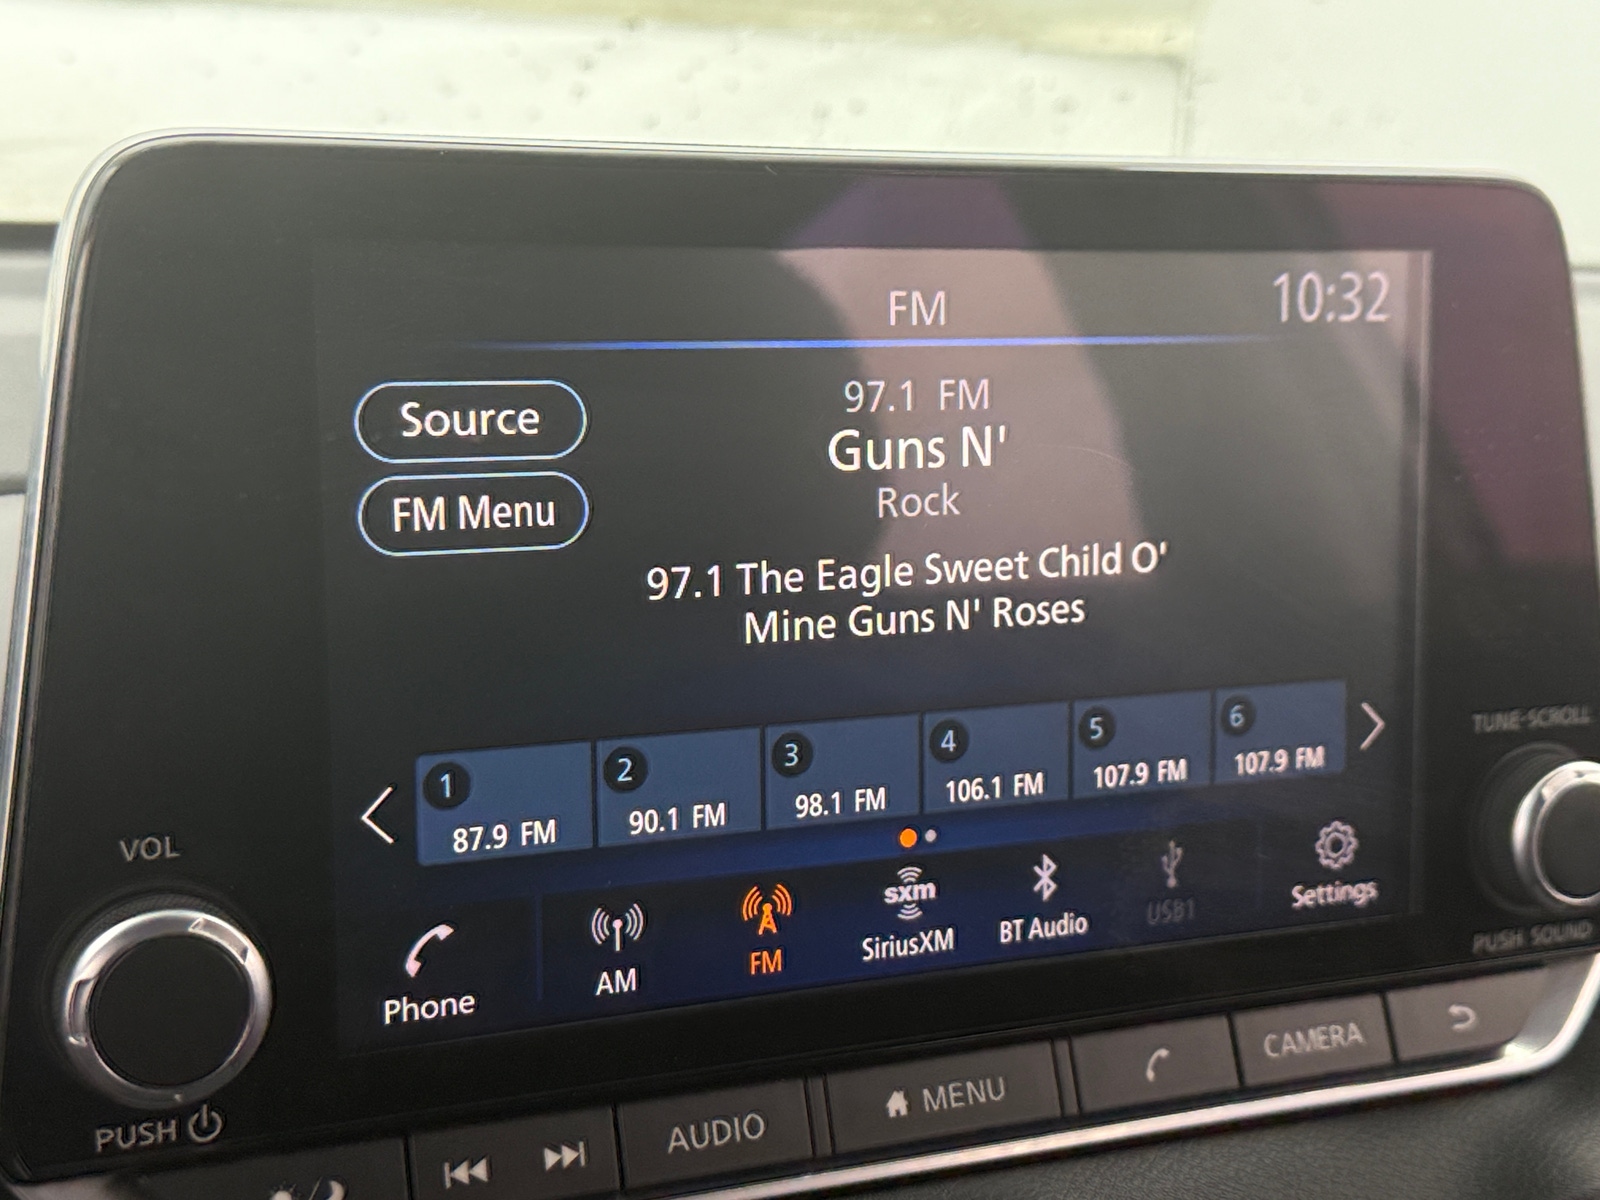 FM
10:32
Source
97.1 FM
Guns N'
FM Menu
Rock
97.1 The Eagle Sweet Child O'
Mine Guns N' Roses
1
87.9 FM
2
90.1 FM
3
98.1 FM
4
106.1 FM
5
107.9 FM
6
107.9 FM
TUNE·SCROLL
VOL
Phone
AM
FM
sxm
SiriusXM
BT Audio
USB1
Settings
PUSH SOUND
PUSH
AUDIO
MENU
CAMERA